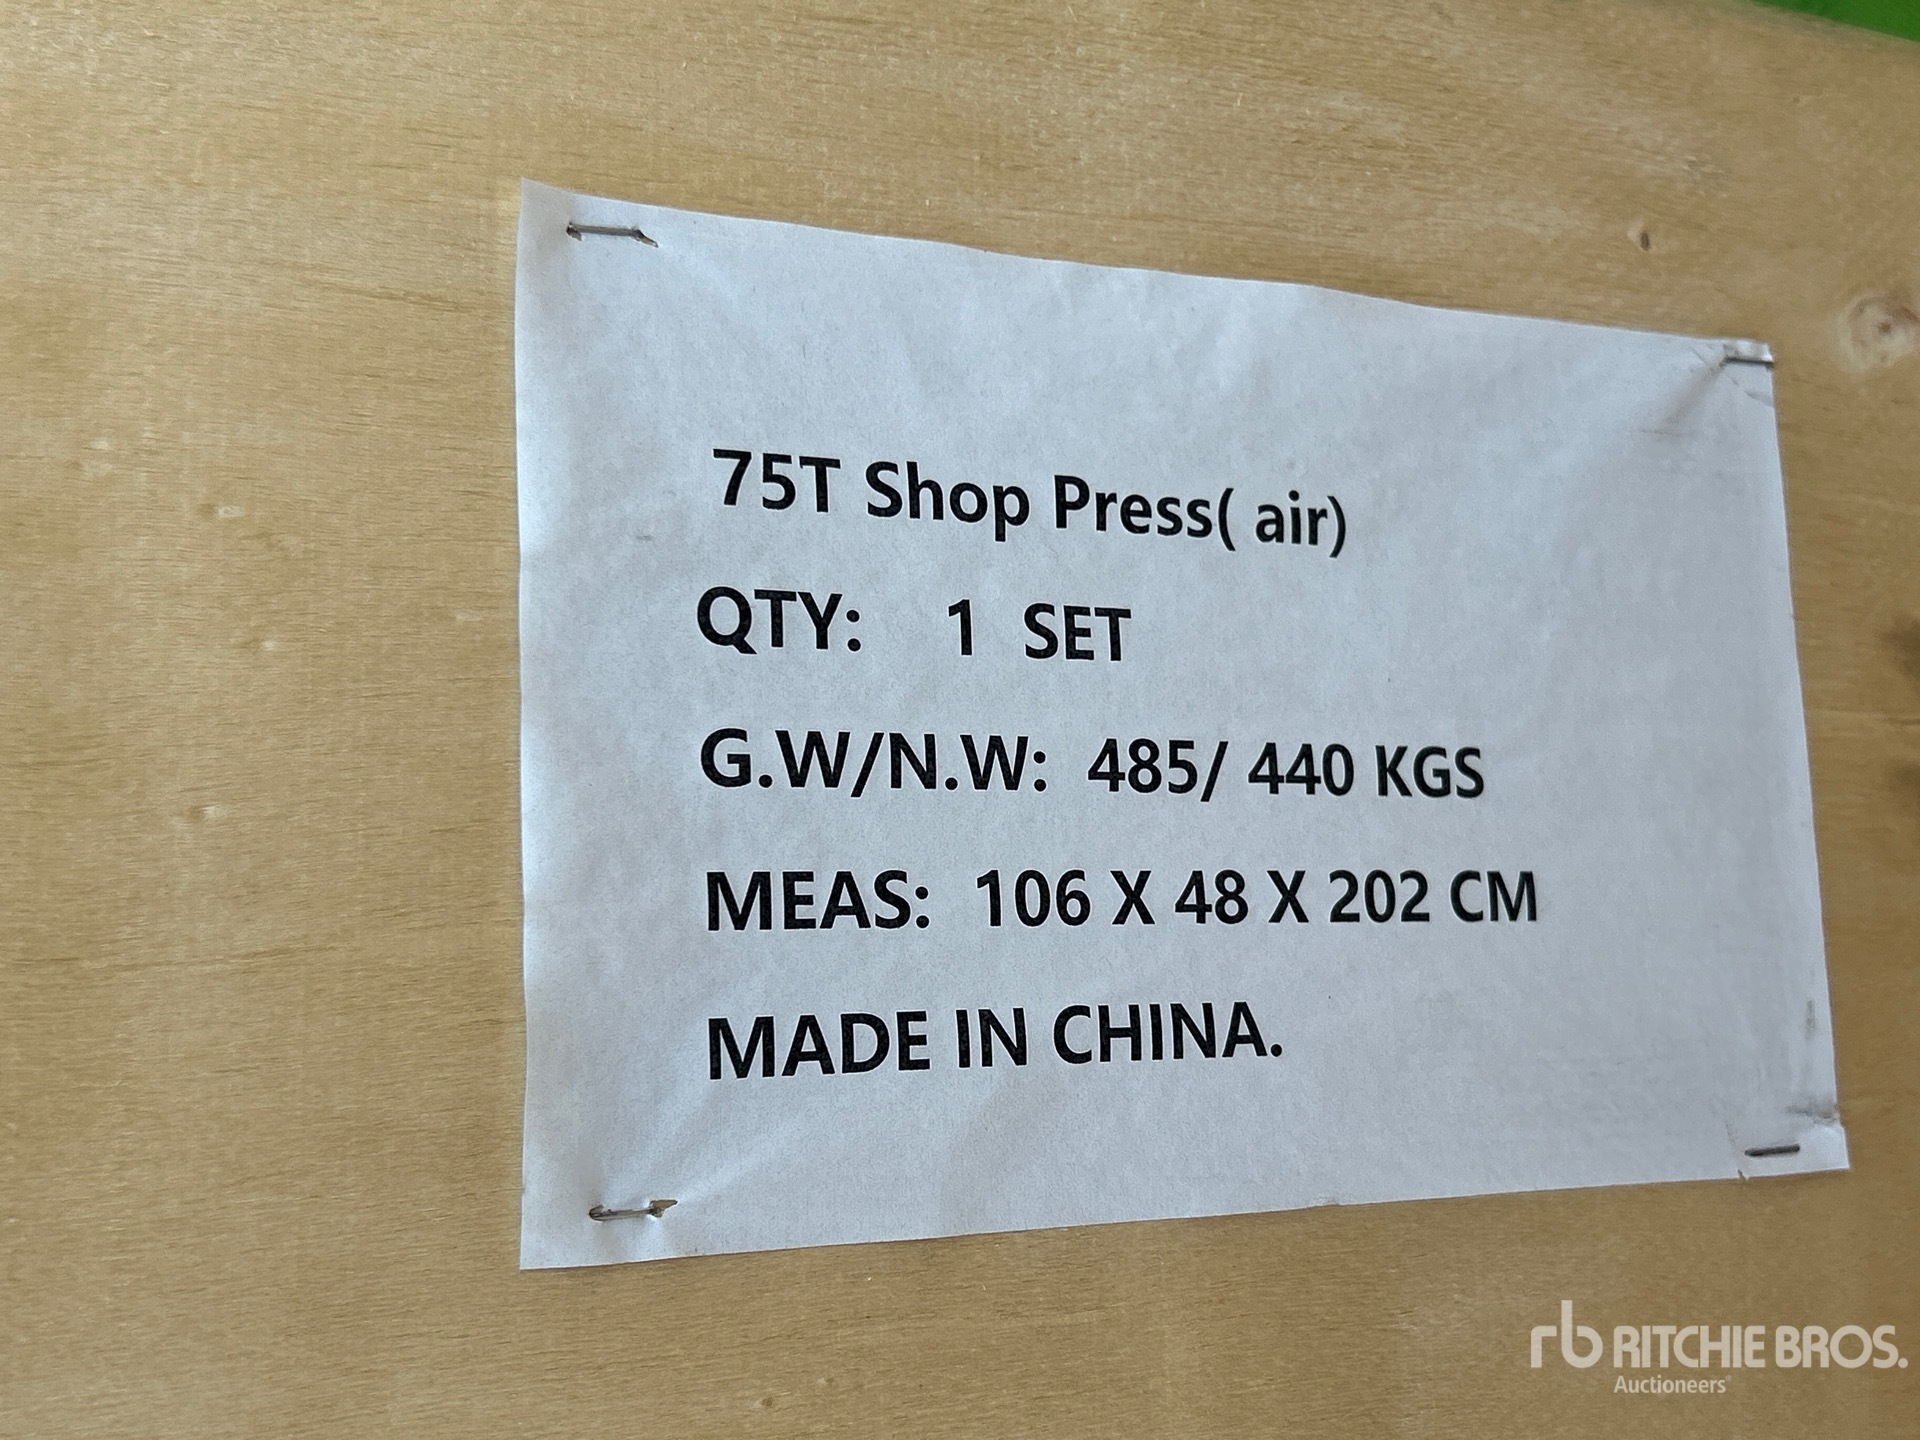 75T Shop Press( air)
QTY: 1 SET
G.W/N.W: 485/ 440 KGS
MEAS: 106 X 48 X 202 CM
MADE IN CHINA.
rb RITCHIE BROS.
Auctioneers